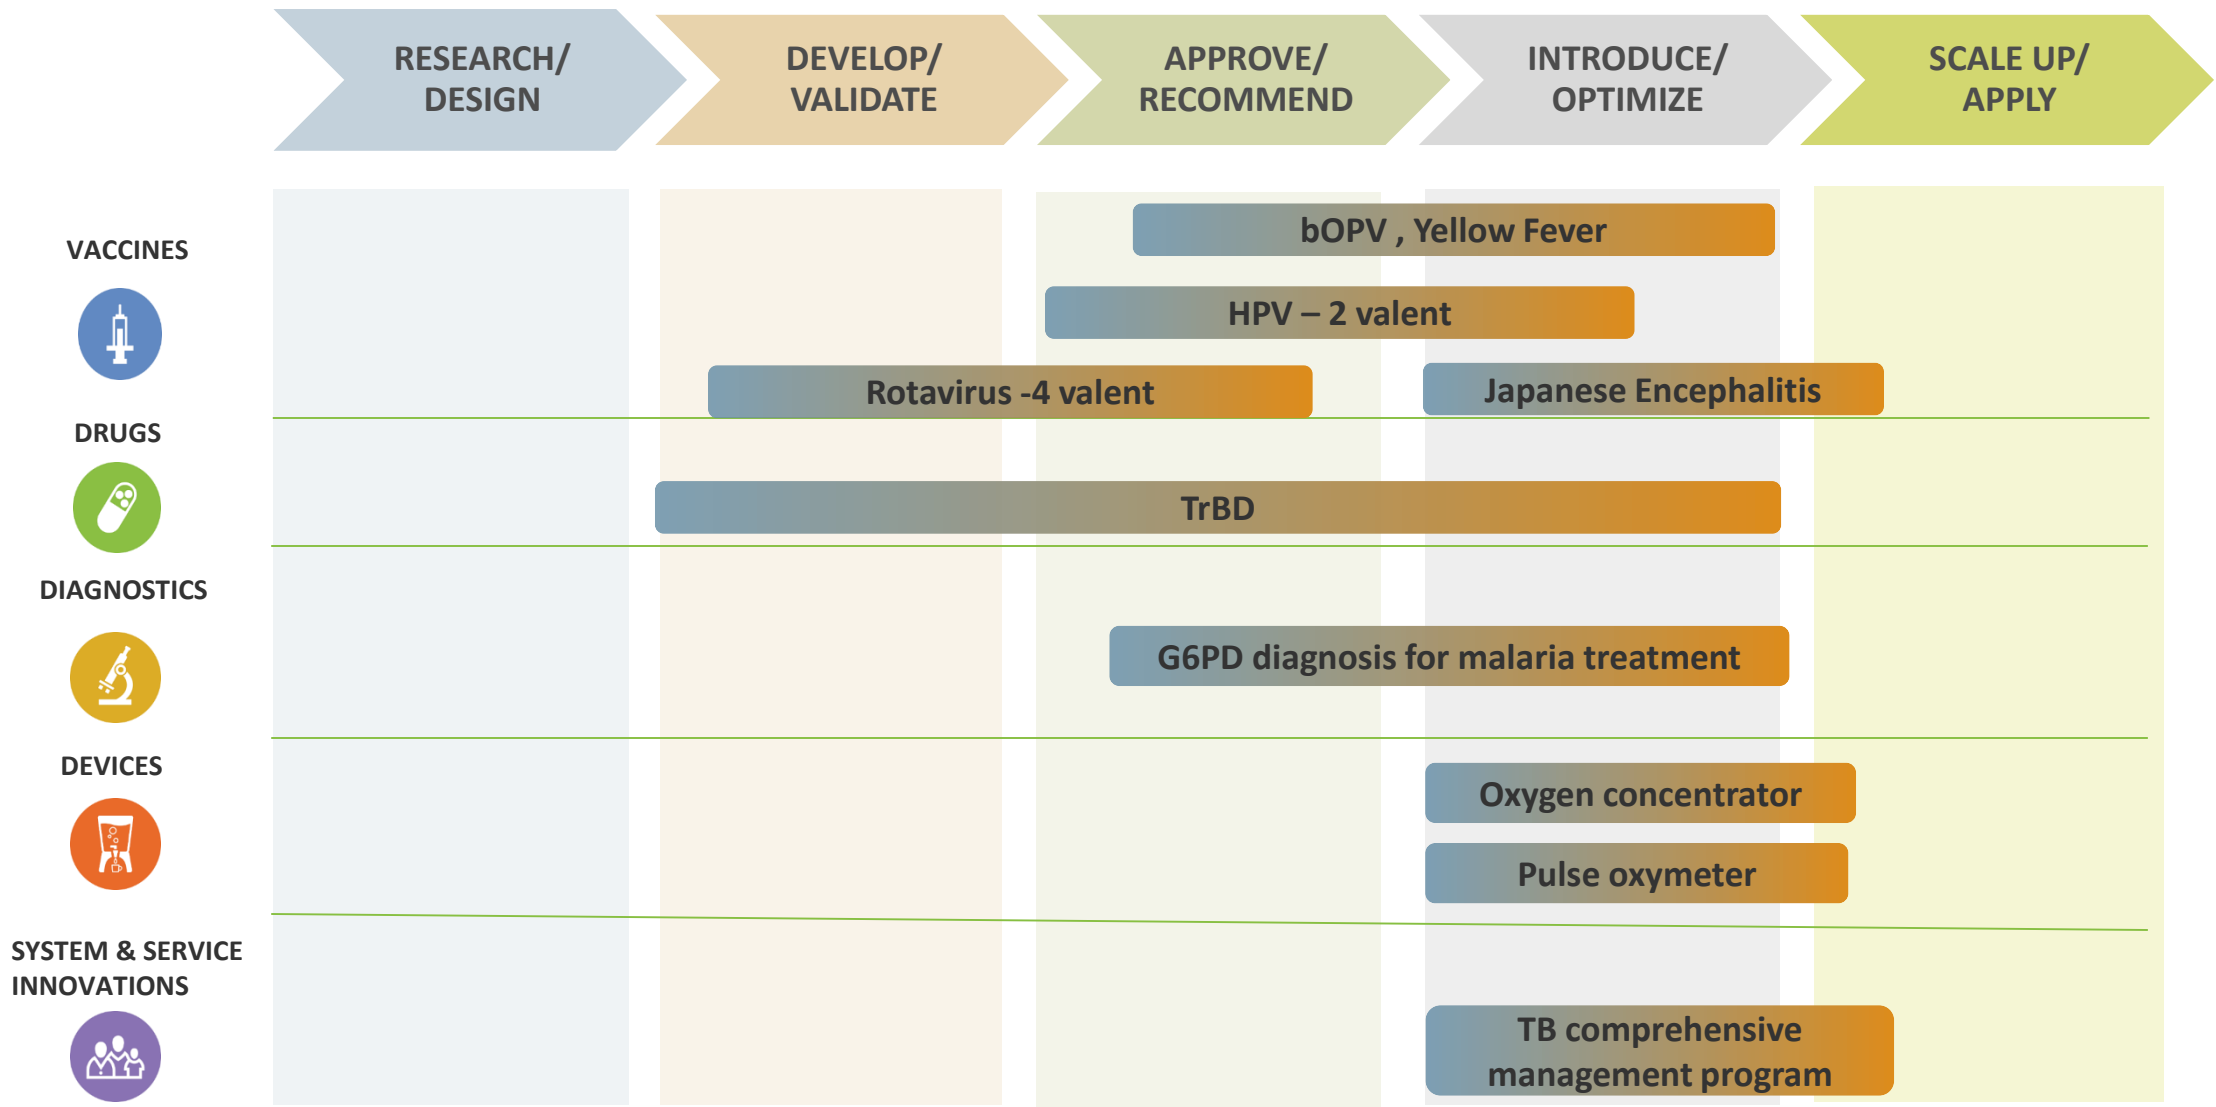 RESEARCH/
DESIGN
DEVELOP/
VALIDATE
APPROVE/
RECOMMEND
INTRODUCE/
OPTIMIZE
SCALE UP/
APPLY
VACCINES
bOPV , Yellow Fever
HPV – 2 valent
Rotavirus -4 valent
Japanese Encephalitis
DRUGS
TrBD
DIAGNOSTICS
G6PD diagnosis for malaria treatment
DEVICES
Oxygen concentrator
Pulse oxymeter
SYSTEM & SERVICE
INNOVATIONS
TB comprehensive
management program